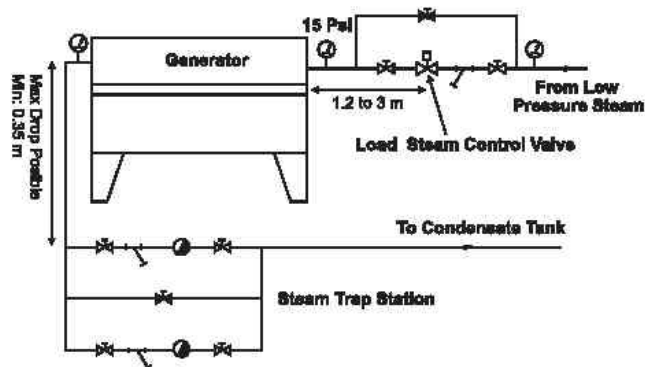 15 Psi
Generator
From Low
Pressure Steam
1.2 to 3 m
Load Steam Control Valve
Max Drop Posible
Min: 0.35 m
To Condensate Tank
Steam Trap Station